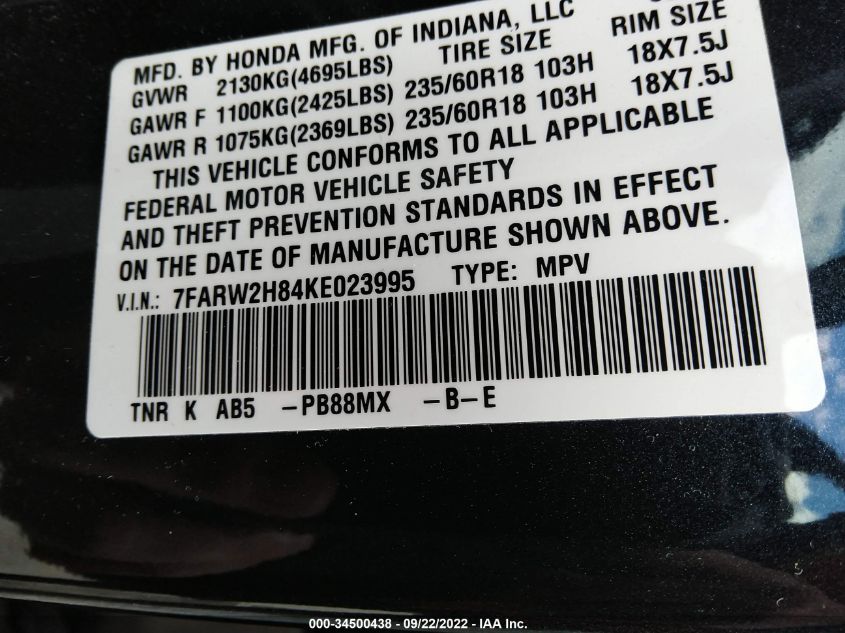 MFD. BY HONDA MFG. OF INDIANA, LLC
TIRE SIZE RIM SIZE
GVWR 2130KG(4695LBS)
GAWR F 1100KG(2425LBS) 235/60R18 103H 18X7.5J
GAWR R 1075KG(2369LBS) 235/60R18 103H 18X7.5J
THIS VEHICLE CONFORMS TO ALL APPLICABLE
FEDERAL MOTOR VEHICLE SAFETY
AND THEFT PREVENTION STANDARDS IN EFFECT
ON THE DATE OF MANUFACTURE SHOWN ABOVE.
V.I.N.: 7FARW2H84KE023995 TYPE: MPV
TNR K AB5 -PB88MX -B-E
000-34500438 - 09/22/2022 - IAA Inc.